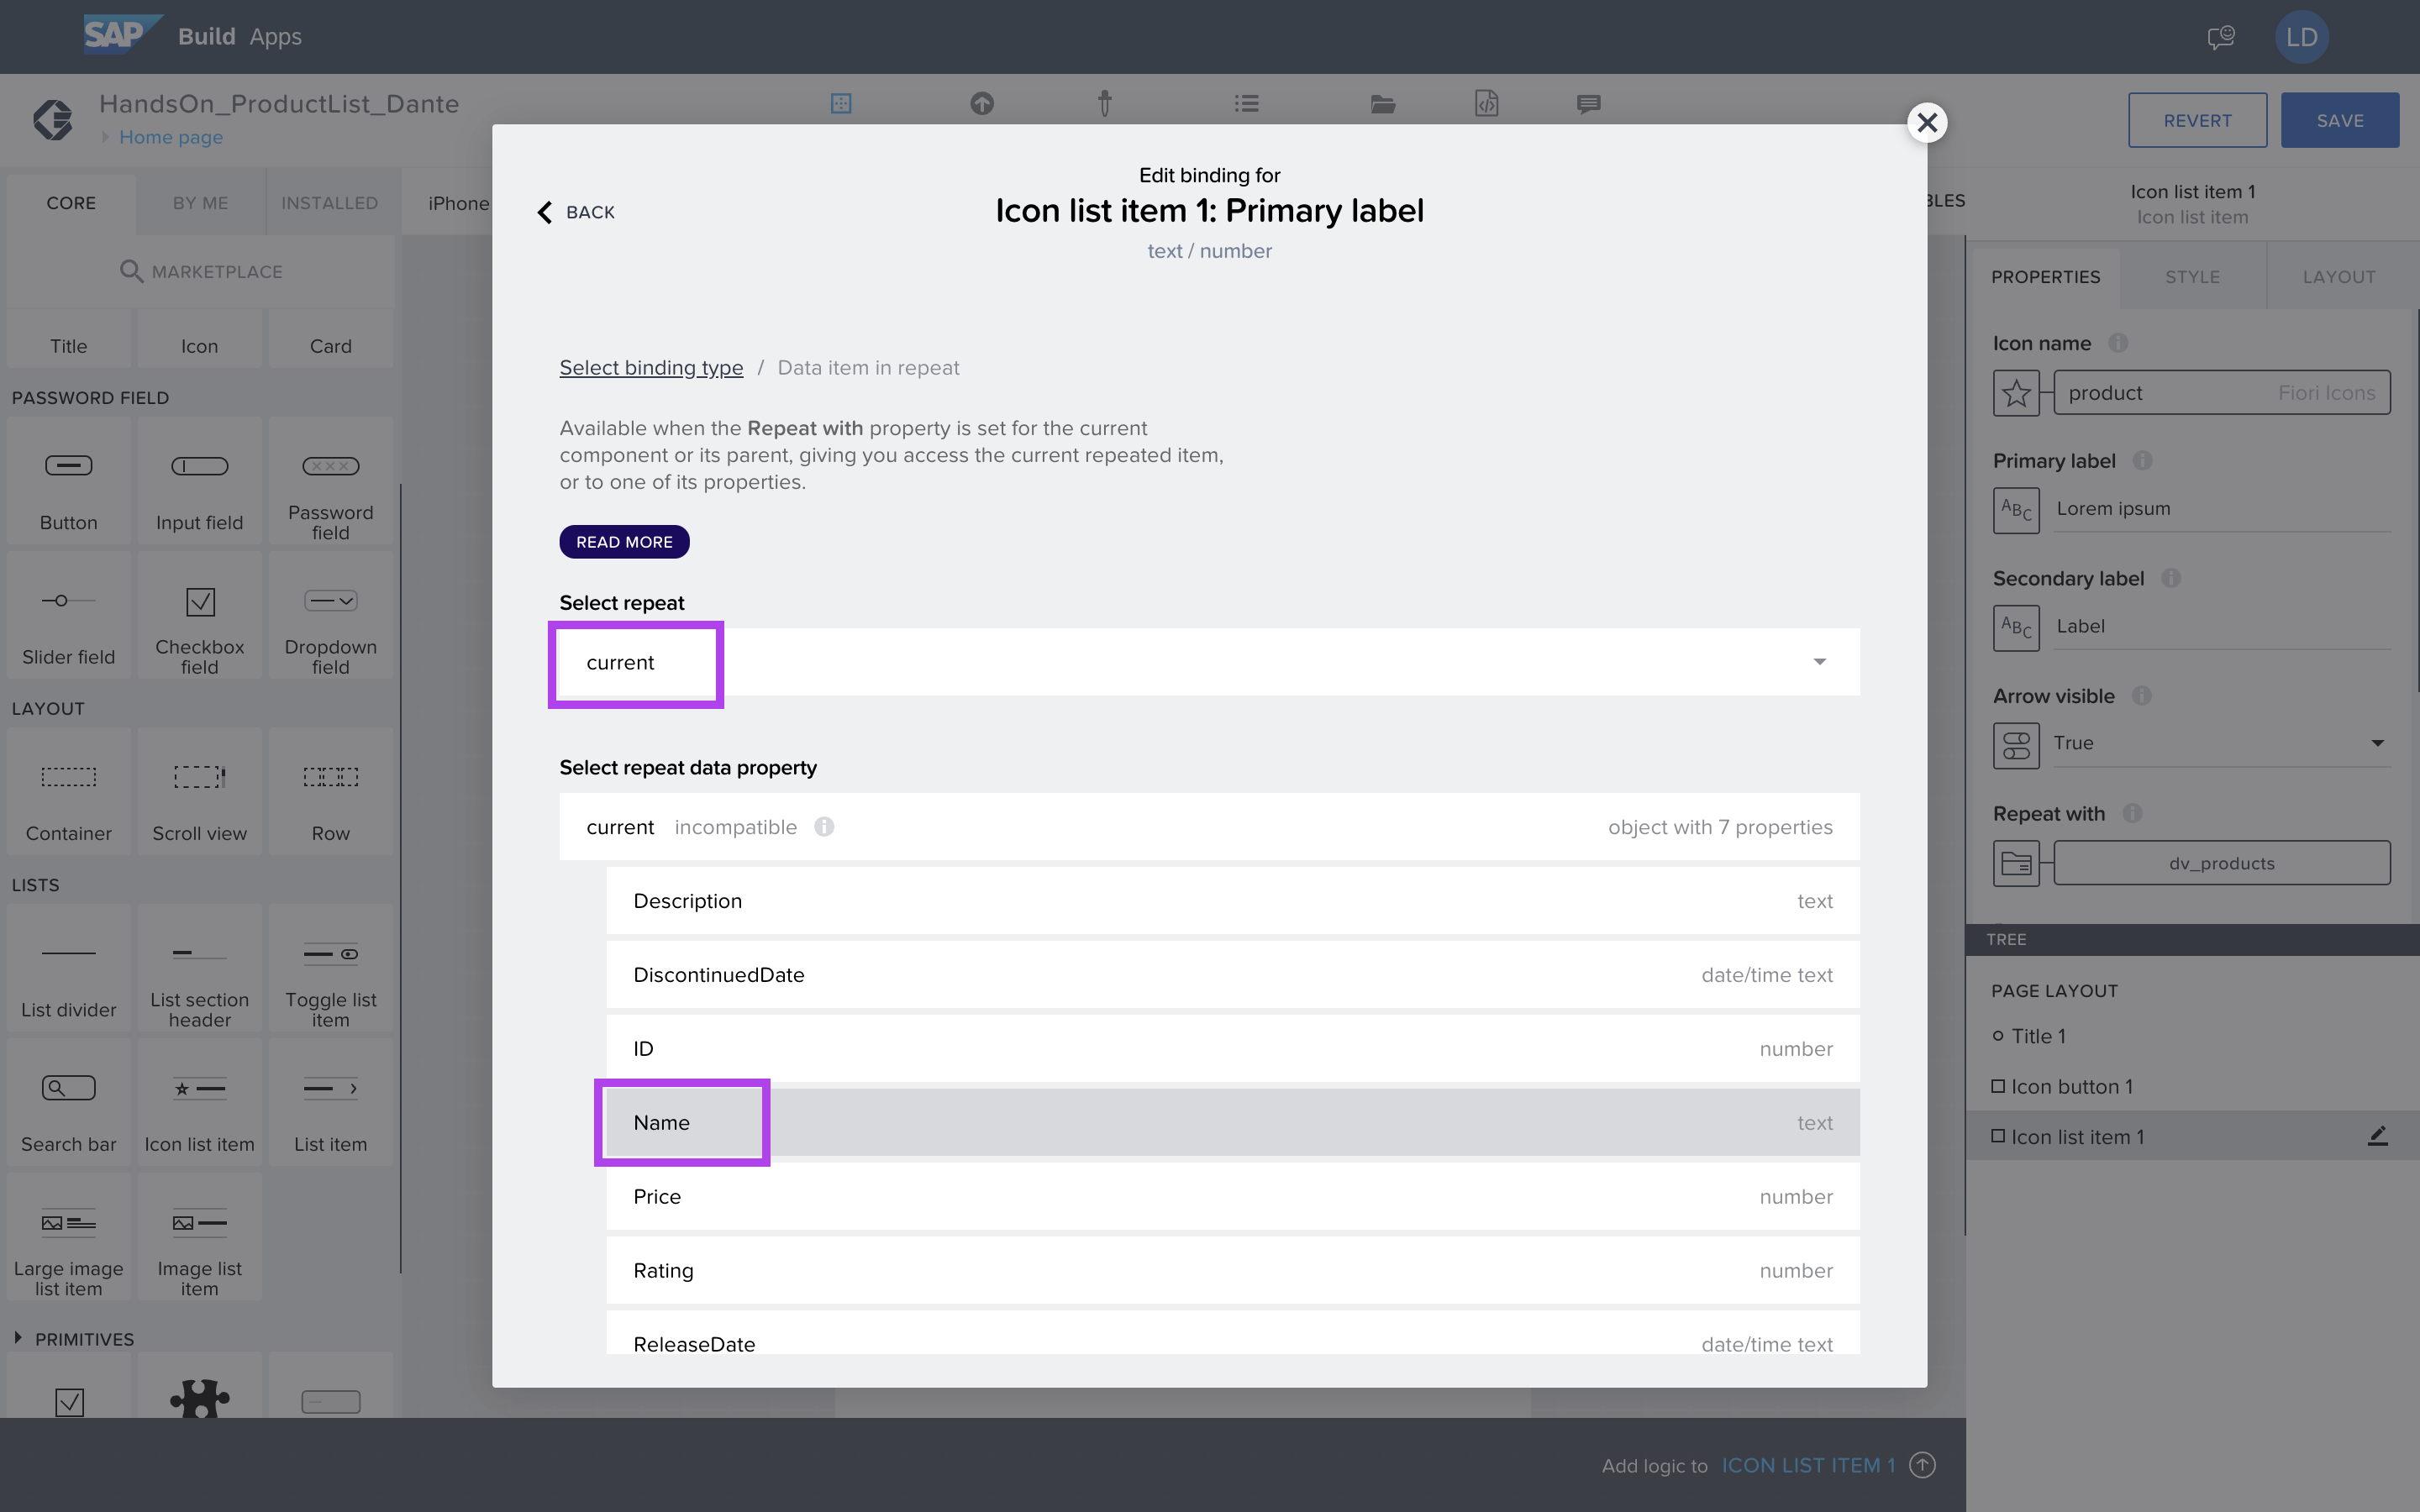 SAP Build Apps
LD
HandsOn_ProductList_Dante
Home page
REVERT
SAVE
CORE
BY ME
INSTALLED
iPhone
MARKETPLACE
Title
Icon
Card
PASSWORD FIELD
Button
Input field
Password
field
Slider field
Checkbox
field
Dropdown
field
LAYOUT
Container
Scroll view
Row
LISTS
List divider
List section
header
Toggle list
item
Search bar
Icon list item
List item
Large image
list item
Image list
item
PRIMITIVES
BACK
Edit binding for
Icon list item 1: Primary label
text / number
Select binding type / Data item in repeat
Available when the Repeat with property is set for the current
component or its parent, giving you access the current repeated item,
or to one of its properties.
READ MORE
Select repeat
current
Select repeat data property
current incompatible object with 7 properties
Description text
DiscontinuedDate date/time text
ID number
Name text
Price number
Rating number
ReleaseDate date/time text
BLES
Icon list item 1
Icon list item
PROPERTIES
STYLE
LAYOUT
Icon name
product Fiori Icons
Primary label
ABC Lorem ipsum
Secondary label
ABC Label
Arrow visible
True
Repeat with
dv_products
TREE
PAGE LAYOUT
Title 1
Icon button 1
Icon list item 1
Add logic to ICON LIST ITEM 1